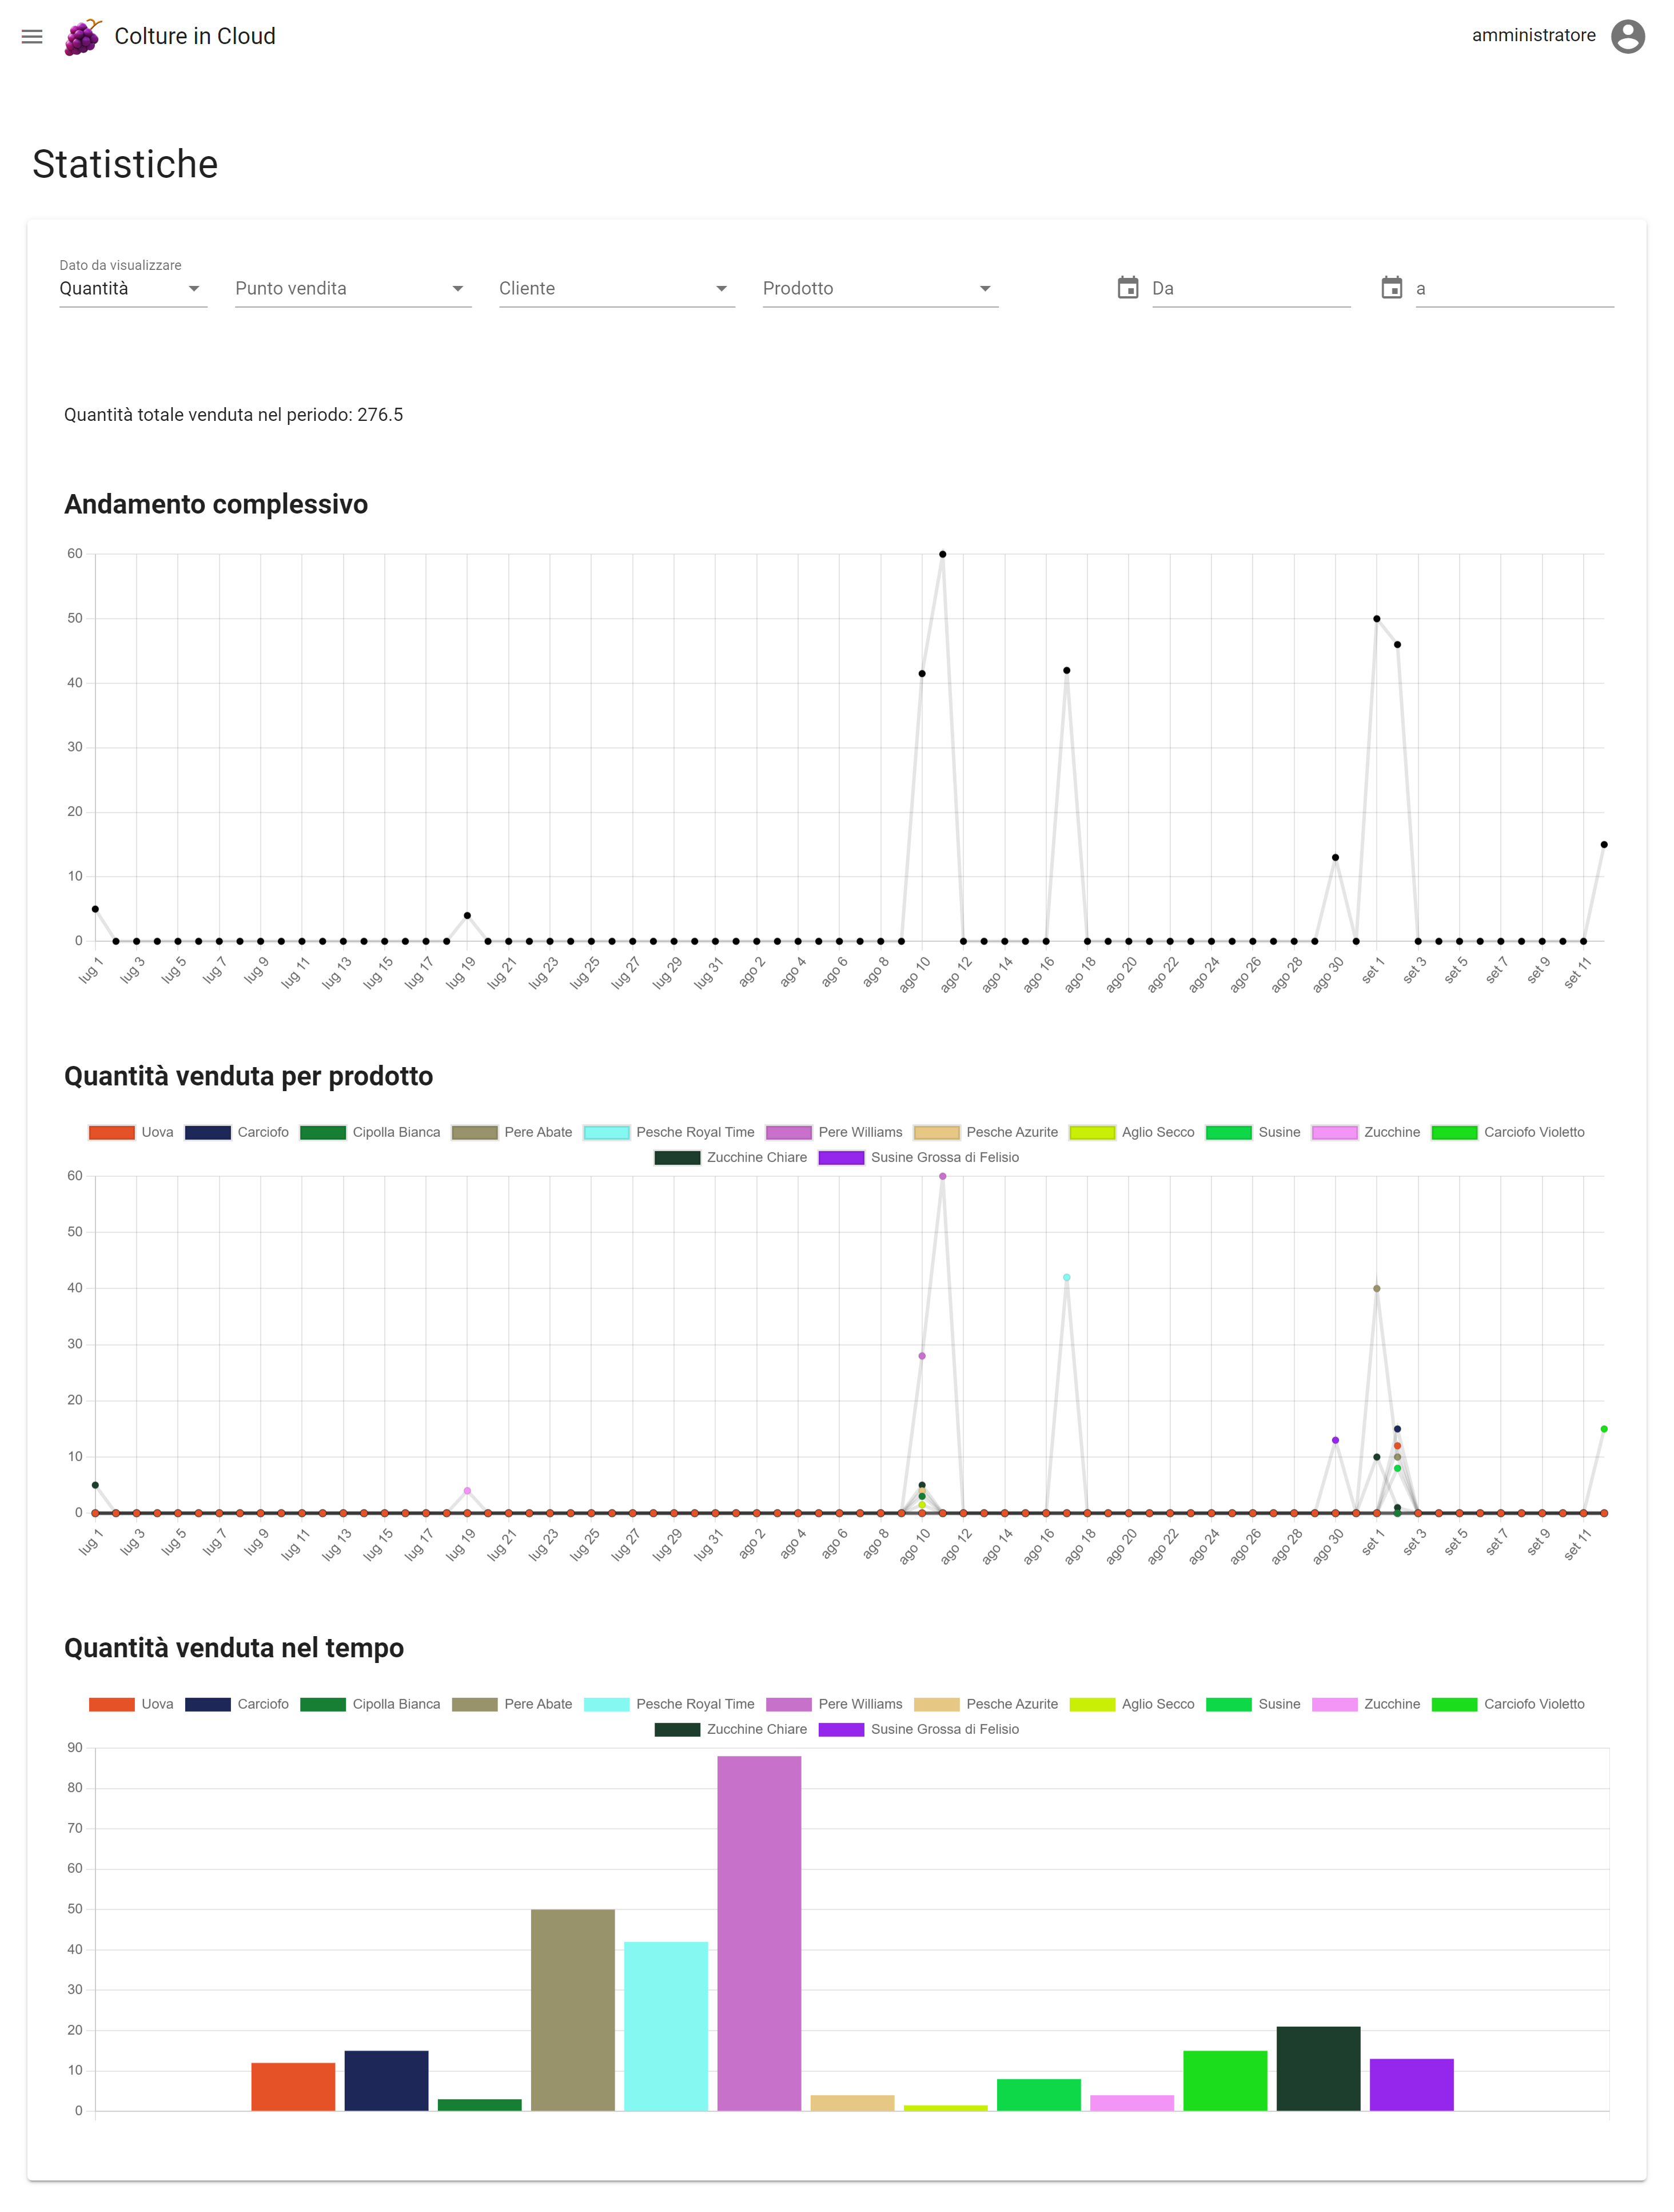 Colture in Cloud
amministratore
Statistiche
Dato da visualizzare
Quantità Punto vendita Cliente Prodotto Da a
Quantità totale venduta nel periodo: 276.5
Andamento complessivo
60
50
40
30
20
10
0
lug 1 lug 3 lug 5 lug 7 lug 9 lug 11 lug 13 lug 15 lug 17 lug 19 lug 21 lug 23 lug 25 lug 27 lug 29 lug 31 ago 2 ago 4 ago 6 ago 8 ago 10 ago 12 ago 14 ago 16 ago 18 ago 20 ago 22 ago 24 ago 26 ago 28 ago 30 set 1 set 3 set 5 set 7 set 9 set 11
Quantità venduta per prodotto
Uova Carciofo Cipolla Bianca Pere Abate Pesche Royal Time Pere Williams Pesche Azurite Aglio Secco Susine Zucchine Carciofo Violetto
Zucchine Chiare Susine Grossa di Felisio
60
50
40
30
20
10
0
lug 1 lug 3 lug 5 lug 7 lug 9 lug 11 lug 13 lug 15 lug 17 lug 19 lug 21 lug 23 lug 25 lug 27 lug 29 lug 31 ago 2 ago 4 ago 6 ago 8 ago 10 ago 12 ago 14 ago 16 ago 18 ago 20 ago 22 ago 24 ago 26 ago 28 ago 30 set 1 set 3 set 5 set 7 set 9 set 11
Quantità venduta nel tempo
Uova Carciofo Cipolla Bianca Pere Abate Pesche Royal Time Pere Williams Pesche Azurite Aglio Secco Susine Zucchine Carciofo Violetto
Zucchine Chiare Susine Grossa di Felisio
90
80
70
60
50
40
30
20
10
0